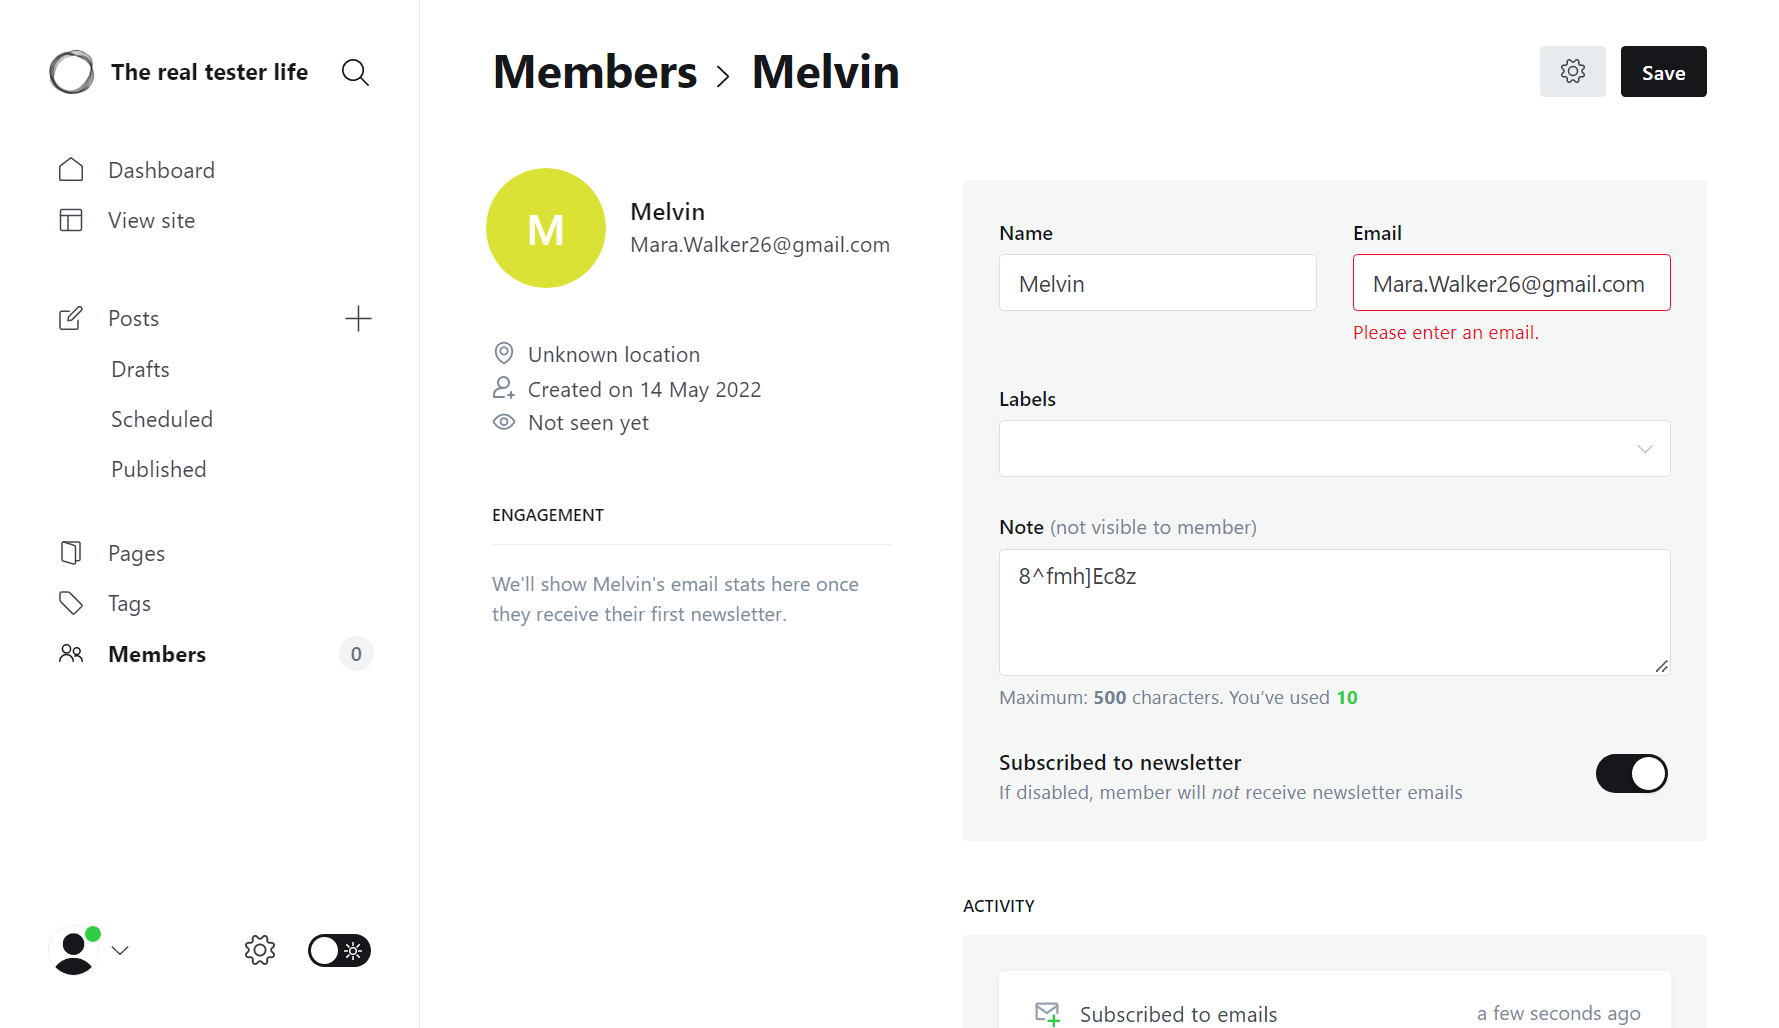 The real tester life
Dashboard
View site
Posts
Drafts
Scheduled
Published
Pages
Tags
Members 0
Members > Melvin
Save
M
Melvin
Mara.Walker26@gmail.com
Unknown location
Created on 14 May 2022
Not seen yet
ENGAGEMENT
We'll show Melvin's email stats here once
they receive their first newsletter.
Name
Melvin
Email
Mara.Walker26@gmail.com
Please enter an email.
Labels
Note (not visible to member)
8^fmh]Ec8z
Maximum: 500 characters. You’ve used 10
Subscribed to newsletter
If disabled, member will not receive newsletter emails
ACTIVITY
Subscribed to emails a few seconds ago